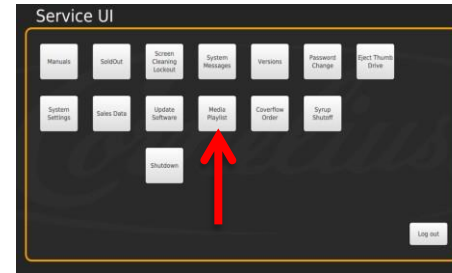 Service UI
Manuals
SoldOut
Screen
Cleaning
Lockout
System
Messages
Versions
Password
Change
Eject Thumb
Drive
System
Settings
Sales Data
Update
Software
Media
Playlist
Coverflow
Order
Syrup
Shutoff
Shutdown
Log out